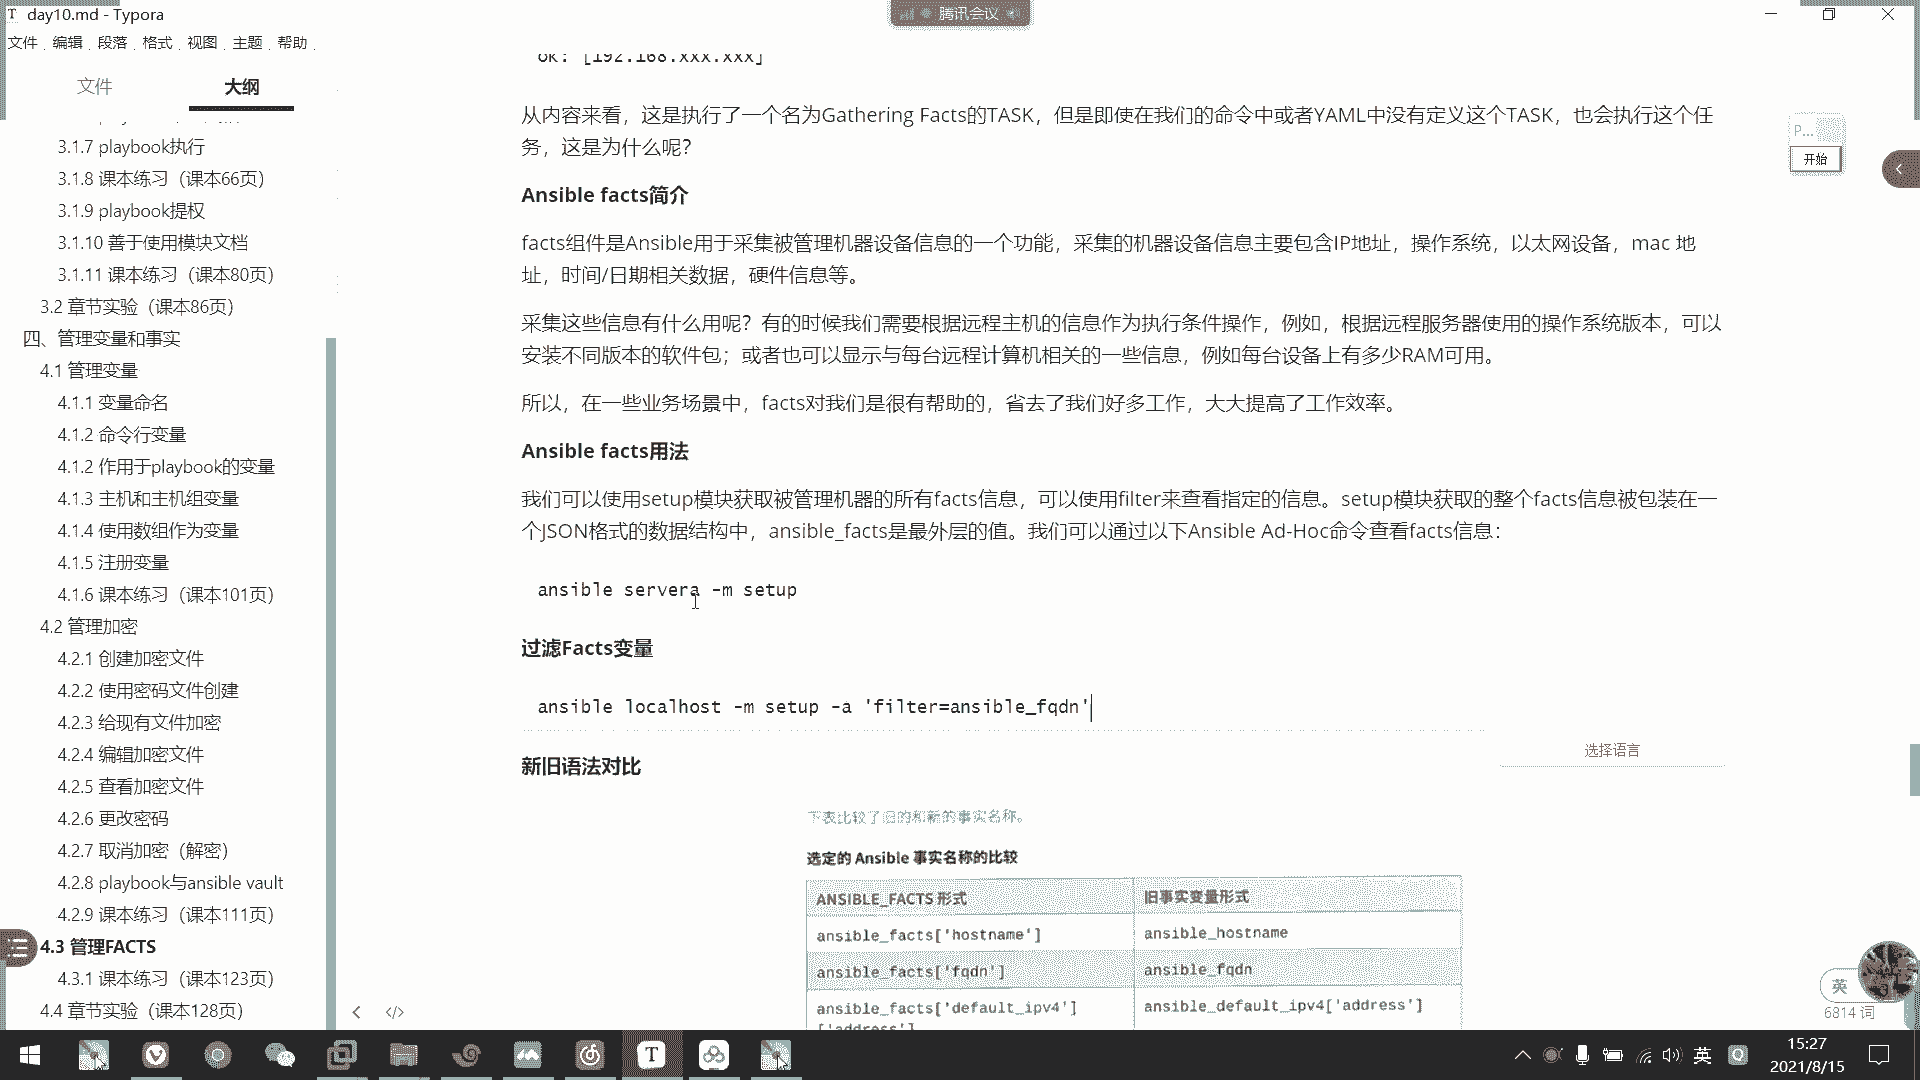 day10.md - Typora
腾讯会议
文件 编辑 段落 格式 视图 主题 帮助
文件 大纲
3.1.7 playbook执行
3.1.8 课本练习（课本66页）
3.1.9 playbook提权
3.1.10 善于使用模块文档
3.1.11 课本练习（课本80页）
3.2 章节实验（课本86页）
四、管理变量和事实
4.1 管理变量
4.1.1 变量命名
4.1.2 命令行变量
4.1.2 作用于playbook的变量
4.1.3 主机和主机组变量
4.1.4 使用数组作为变量
4.1.5 注册变量
4.1.6 课本练习（课本101页）
4.2 管理加密
4.2.1 创建加密文件
4.2.2 使用密码文件创建
4.2.3 给现有文件加密
4.2.4 编辑加密文件
4.2.5 查看加密文件
4.2.6 更改密码
4.2.7 取消加密（解密）
4.2.8 playbook与ansible vault
4.2.9 课本练习（课本111页）
4.3 管理FACTS
4.3.1 课本练习（课本123页）
4.4 章节实验（课本128页）
ok: [192.168.xxx.xxx]
从内容来看，这是执行了一个名为Gathering Facts的TASK，但是即使在我们的命令中或者YAML中没有定义这个TASK，也会执行这个任
务，这是为什么呢？
Ansible facts简介
facts组件是Ansible用于采集被管理机器设备信息的一个功能，采集的机器设备信息主要包含IP地址，操作系统，以太网设备，mac 地
址，时间/日期相关数据，硬件信息等。
采集这些信息有什么用呢？有的时候我们需要根据远程主机的信息作为执行条件操作，例如，根据远程服务器使用的操作系统版本，可以
安装不同版本的软件包；或者也可以显示与每台远程计算机相关的一些信息，例如每台设备上有多少RAM可用。
所以，在一些业务场景中，facts对我们是很有帮助的，省去了我们好多工作，大大提高了工作效率。
Ansible facts用法
我们可以使用setup模块获取被管理机器的所有facts信息，可以使用filter来查看指定的信息。setup模块获取的整个facts信息被包装在一
个JSON格式的数据结构中，ansible_facts是最外层的值。我们可以通过以下Ansible Ad-Hoc命令查看facts信息：
ansible servera -m setup
过滤Facts变量
ansible localhost -m setup -a 'filter=ansible_fqdn'
选择语言
新旧语法对比
下表比较了旧的和新的事实名称。
选定的 Ansible 事实名称的比较
ANSIBLE_FACTS 形式 旧事实变量形式
ansible_facts['hostname'] ansible_hostname
ansible_facts['fqdn'] ansible_fqdn
ansible_facts['default_ipv4'] ansible_default_ipv4['address']
['address']
P...
开始
英
6814 词
英
15:27
2021/8/15